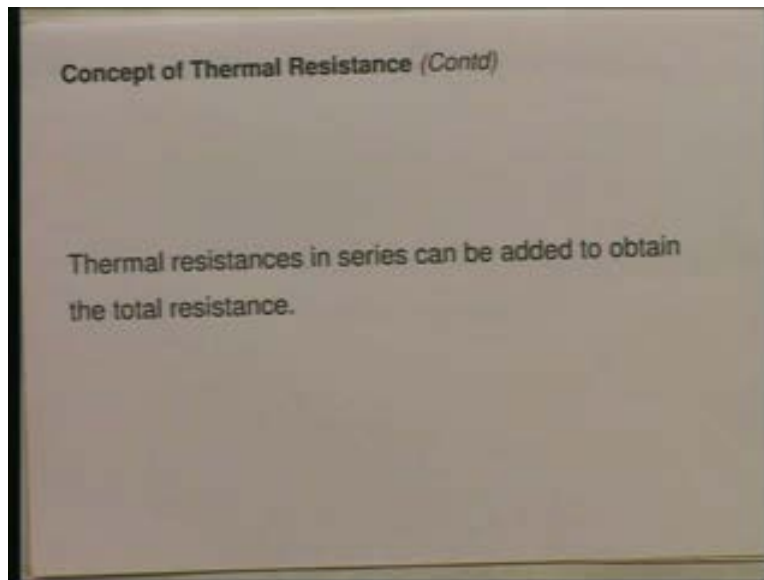 Concept of Thermal Resistance (Contd)
Thermal resistances in series can be added to obtain
the total resistance.